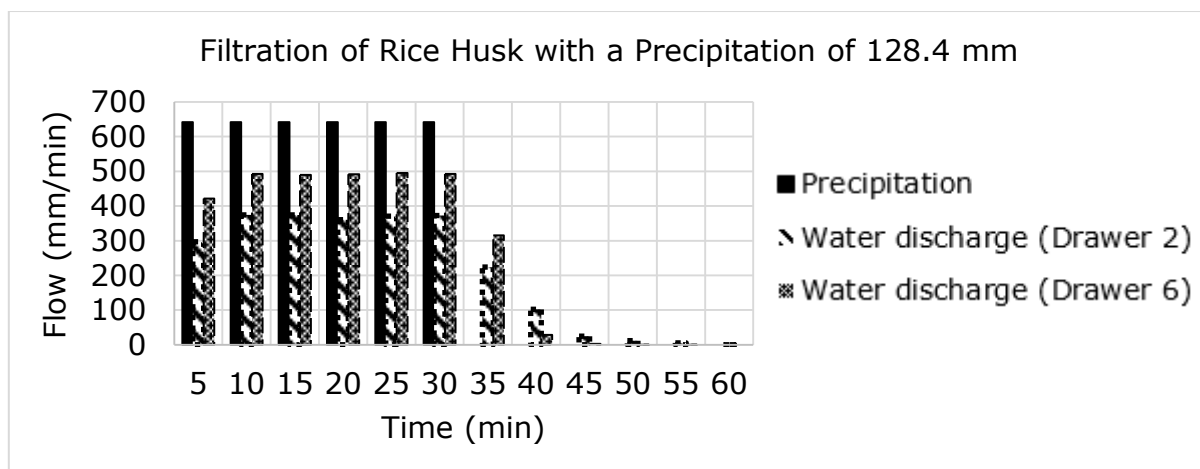 Filtration of Rice Husk with a Precipitation of 128.4 mm
Flow (mm/min)
700
600
500
400
300
200
100
0
5 10 15 20 25 30 35 40 45 50 55 60
Time (min)
Precipitation
Water discharge (Drawer 2)
Water discharge (Drawer 6)